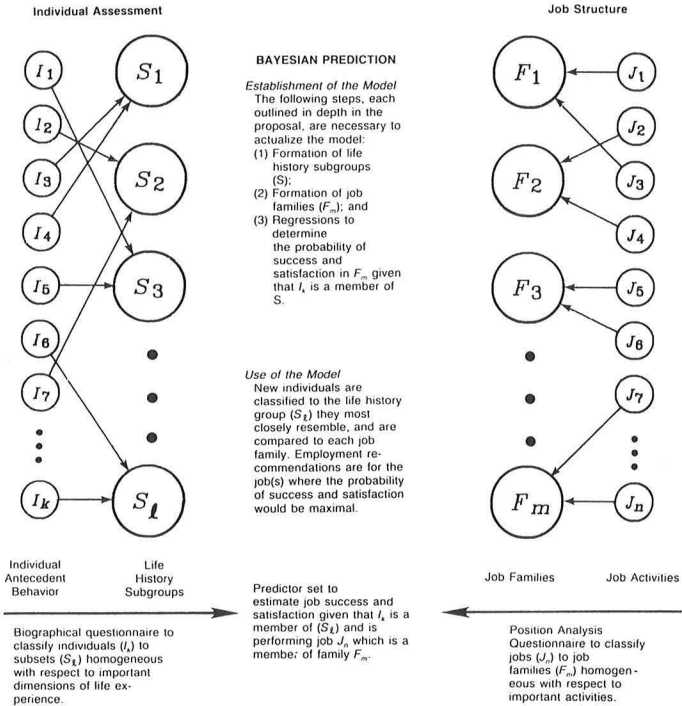 Individual Assessment
Job Structure
I1
I2
I3
I4
I5
I6
I7
Ik
S1
S2
S3
Sℓ
BAYESIAN PREDICTION
Establishment of the Model
The following steps, each
outlined in depth in the
proposal, are necessary to
actualize the model:
(1) Formation of life
history subgroups
(S);
(2) Formation of job
families (Fm); and
(3) Regressions to
determine
the probability of
success and
satisfaction in Fm given
that Ik is a member of
S.
Use of the Model
New individuals are
classified to the life history
group (Sℓ) they most
closely resemble, and are
compared to each job
family. Employment re-
commendations are for the
job(s) where the probability
of success and satisfaction
would be maximal.
F1
F2
F3
Fm
J1
J2
J3
J4
J5
J6
J7
Jn
Individual
Antecedent
Behavior
Life
History
Subgroups
Job Families
Job Activities
Biographical questionnaire to
classify individuals (Ik) to
subsets (Sℓ) homogeneous
with respect to important
dimensions of life ex-
perience.
Predictor set to
estimate job success and
satisfaction given that Ik is a
member of (Sℓ) and is
performing job Jn which is a
member of family Fm.
Position Analysis
Questionnaire to classify
jobs (Jn) to job
families (Fm) homogen-
eous with respect to
important activities.